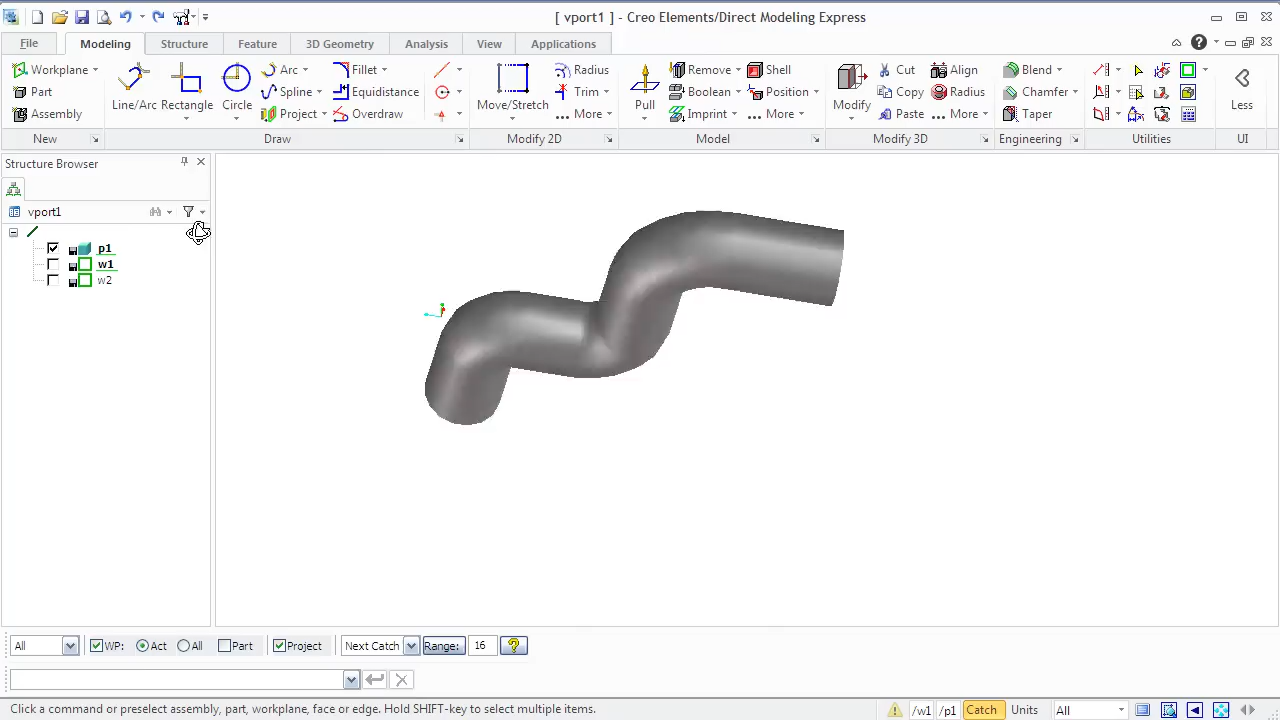 [ vport1 ] - Creo Elements/Direct Modeling Express
File Modeling Structure Feature 3D Geometry Analysis View Applications
Workplane Line/Arc Rectangle Circle Arc Fillet Move/Stretch Radius Pull Remove Shell Modify Cut Align Blend Less
Part Spline Equidistance Trim Boolean Position Copy Radius Chamfer
Assembly Project Overdraw More Imprint More Paste More Taper
New Draw Modify 2D Model Modify 3D Engineering Utilities UI
Structure Browser
vport1
p1
w1
w2
All WP: Act All Part Project Next Catch Range: 16 ?
Click a command or preselect assembly, part, workplane, face or edge. Hold SHIFT-key to select multiple items. /w1 /p1 Catch Units All